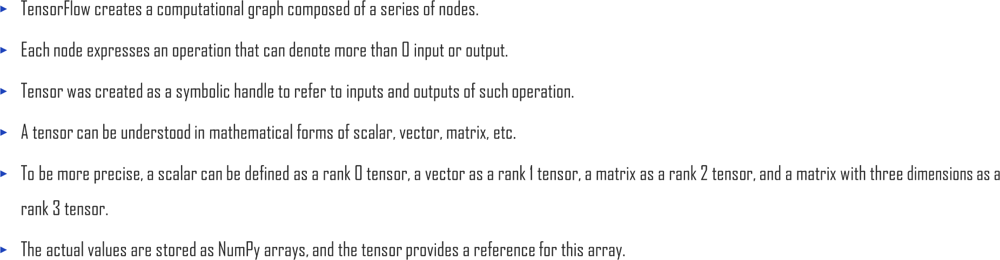 ► TensorFlow creates a computational graph composed of a series of nodes.
► Each node expresses an operation that can denote more than 0 input or output.
► Tensor was created as a symbolic handle to refer to inputs and outputs of such operation.
► A tensor can be understood in mathematical forms of scalar, vector, matrix, etc.
► To be more precise, a scalar can be defined as a rank 0 tensor, a vector as a rank 1 tensor, a matrix as a rank 2 tensor, and a matrix with three dimensions as a
rank 3 tensor.
► The actual values are stored as NumPy arrays, and the tensor provides a reference for this array.